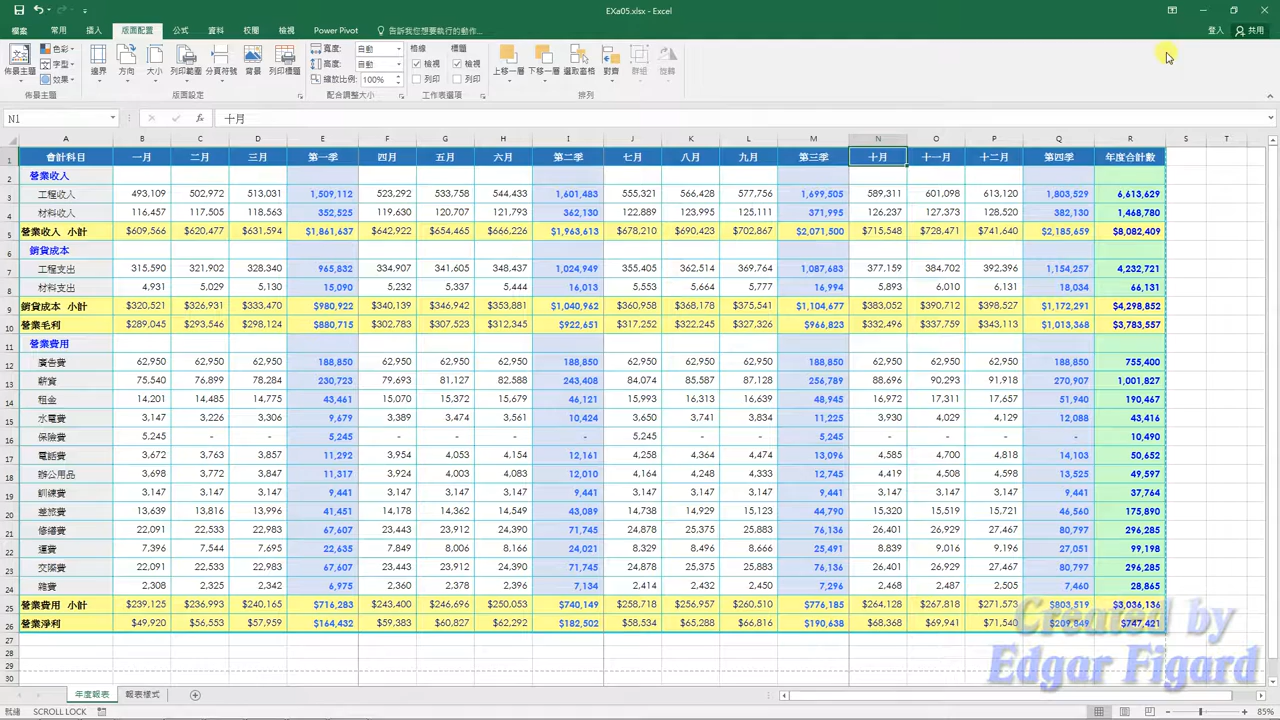 EXa05.xlsx - Excel
檔案 常用 插入 版面配置 公式 資料 校閱 檢視 Power Pivot 告訴我您想要執行的動作... 登入 共用
佈景主題 色彩 字型 效果 邊界 方向 大小 列印範圍 分頁符號 背景 列印標題 寬度: 自動 高度: 自動 縮放比例: 100% 格線 檢視 列印 標題 檢視 列印 上移一層 下移一層 選取窗格 對齊 群組 旋轉
佈景主題 版面設定 配合調整大小 工作表選項 排列
N1 fx 十月
A B C D E F G H I J K L M N O P Q R S T
1 會計科目 一月 二月 三月 第一季 四月 五月 六月 第二季 七月 八月 九月 第三季 十月 十一月 十二月 第四季 年度合計數
2 營業收入
3 工程收入 493,109 502,972 513,031 1,509,112 523,292 533,758 544,433 1,601,483 555,321 566,428 577,756 1,699,505 589,311 601,098 613,120 1,803,529 6,613,629
4 材料收入 116,457 117,505 118,563 352,525 119,630 120,707 121,793 362,130 122,889 123,995 125,111 371,995 126,237 127,373 128,520 382,130 1,468,780
5 營業收入 小計 $609,566 $620,477 $631,594 $1,861,637 $642,922 $654,465 $666,226 $1,963,613 $678,210 $690,423 $702,867 $2,071,500 $715,548 $728,471 $741,640 $2,185,659 $8,082,409
6 銷貨成本
7 工程支出 315,590 321,902 328,340 965,832 334,907 341,605 348,437 1,024,949 355,405 362,514 369,764 1,087,683 377,159 384,702 392,396 1,154,257 4,232,721
8 材料支出 4,931 5,029 5,130 15,090 5,232 5,337 5,444 16,013 5,553 5,664 5,777 16,994 5,893 6,010 6,131 18,034 66,131
9 銷貨成本 小計 $320,521 $326,931 $333,470 $980,922 $340,139 $346,942 $353,881 $1,040,962 $360,958 $368,178 $375,541 $1,104,677 $383,052 $390,712 $398,527 $1,172,291 $4,298,852
10 營業毛利 $289,045 $293,546 $298,124 $880,715 $302,783 $307,523 $312,345 $922,651 $317,252 $322,245 $327,326 $966,823 $332,496 $337,759 $343,113 $1,013,368 $3,783,557
11 營業費用
12 廣告費 62,950 62,950 62,950 188,850 62,950 62,950 62,950 188,850 62,950 62,950 62,950 188,850 62,950 62,950 62,950 188,850 755,400
13 薪資 75,540 76,899 78,284 230,723 79,693 81,127 82,588 243,408 84,074 85,587 87,128 256,789 88,696 90,293 91,918 270,907 1,001,827
14 租金 14,201 14,485 14,775 43,461 15,070 15,372 15,679 46,121 15,993 16,313 16,639 48,945 16,972 17,311 17,657 51,940 190,467
15 水電費 3,147 3,226 3,306 9,679 3,389 3,474 3,561 10,424 3,650 3,741 3,834 11,225 3,930 4,029 4,129 12,088 43,416
16 保險費 5,245 - - 5,245 - - - - 5,245 - - 5,245 - - - - 10,490
17 電話費 3,672 3,763 3,857 11,292 3,954 4,053 4,154 12,161 4,258 4,364 4,474 13,096 4,585 4,700 4,818 14,103 50,652
18 辦公用品 3,698 3,772 3,847 11,317 3,924 4,003 4,083 12,010 4,164 4,248 4,333 12,745 4,419 4,508 4,598 13,525 49,597
19 訓練費 3,147 3,147 3,147 9,441 3,147 3,147 3,147 9,441 3,147 3,147 3,147 9,441 3,147 3,147 3,147 9,441 37,764
20 差旅費 13,639 13,816 13,996 41,451 14,178 14,362 14,549 43,089 14,738 14,929 15,123 44,790 15,320 15,519 15,721 46,560 175,890
21 修繕費 22,091 22,533 22,983 67,607 23,443 23,912 24,390 71,745 24,878 25,375 25,883 76,136 26,401 26,929 27,467 80,797 296,285
22 運費 7,396 7,544 7,695 22,635 7,849 8,006 8,166 24,021 8,329 8,496 8,666 25,491 8,839 9,016 9,196 27,051 99,198
23 交際費 22,091 22,533 22,983 67,607 23,443 23,912 24,390 71,745 24,878 25,375 25,883 76,136 26,401 26,929 27,467 80,797 296,285
24 雜費 2,308 2,325 2,342 6,975 2,360 2,378 2,396 7,134 2,414 2,432 2,450 7,296 2,468 2,487 2,505 7,460 28,865
25 營業費用 小計 $239,125 $236,993 $240,165 $716,283 $243,400 $246,696 $250,053 $740,149 $258,718 $256,957 $260,510 $776,185 $264,128 $267,818 $271,573 $803,519 $3,036,136
26 營業淨利 $49,920 $56,553 $57,959 $164,432 $59,383 $60,827 $62,292 $182,502 $58,534 $65,288 $66,816 $190,638 $68,368 $69,941 $71,540 $209,849 $747,421
27
28
29
30
Created by
Edgar Figard
年度報表 報表樣式
就緒 SCROLL LOCK 85%